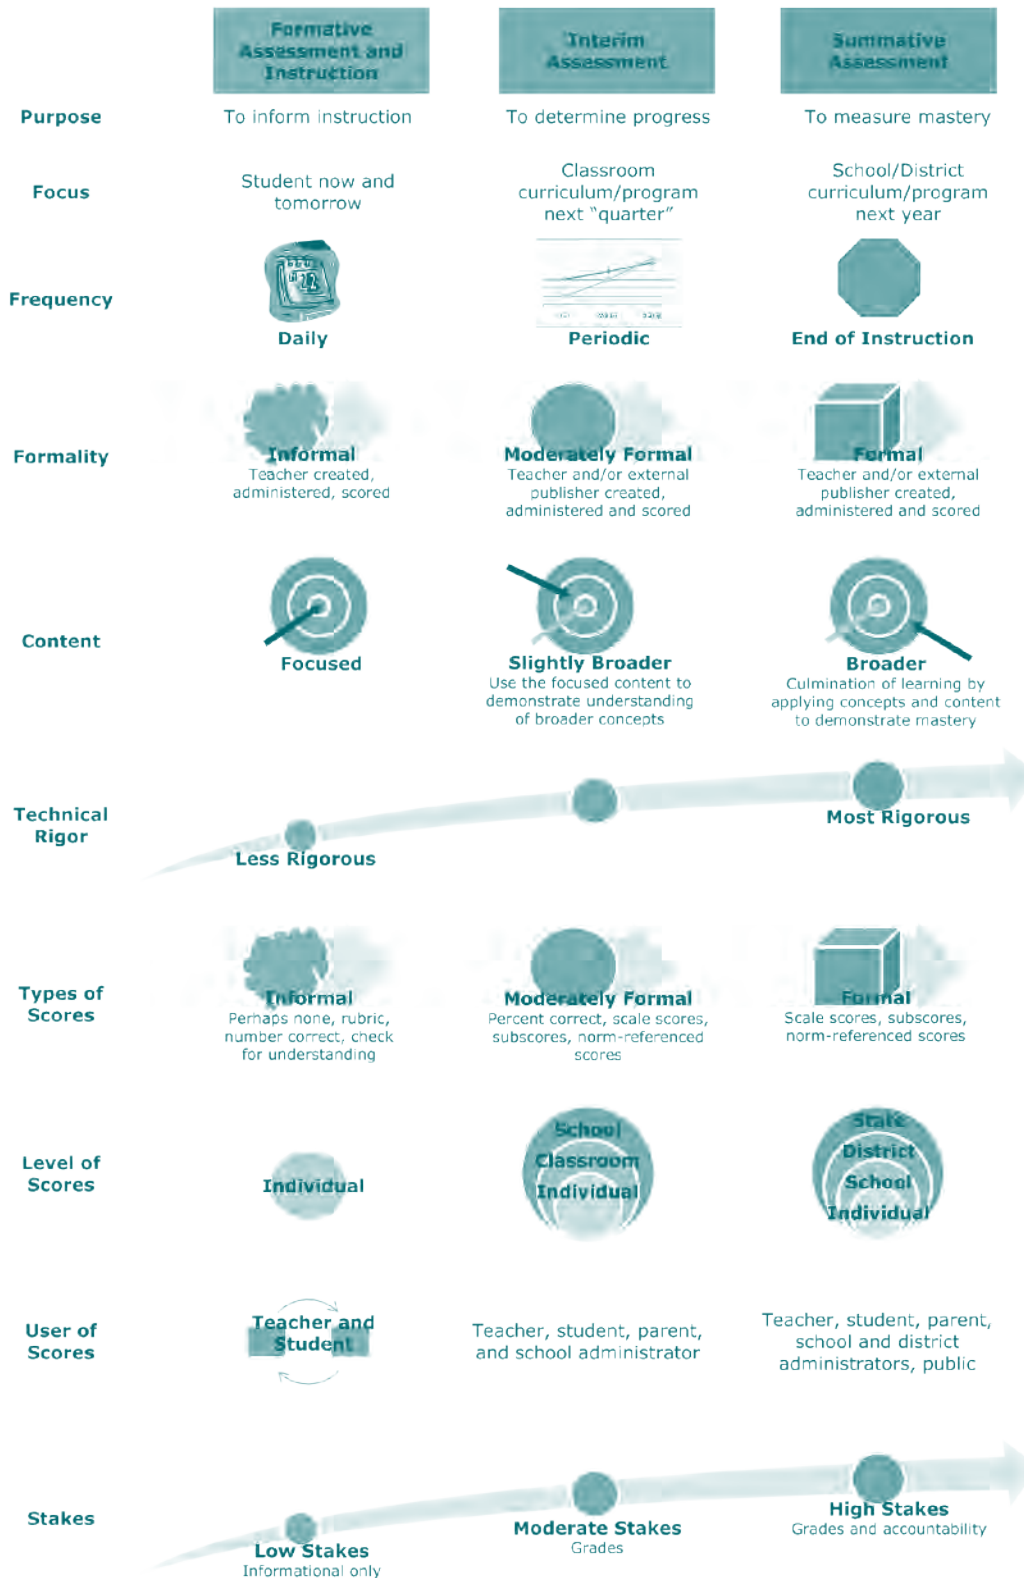 Formative
Assessment and
Instruction
Interim
Assessment
Summative
Assessment
Purpose
To inform instruction
To determine progress
To measure mastery
Focus
Student now and
tomorrow
Classroom
curriculum/program
next “quarter”
School/District
curriculum/program
next year
Frequency
Daily
Periodic
End of Instruction
Formality
Informal
Teacher created,
administered, scored
Moderately Formal
Teacher and/or external
publisher created,
administered and scored
Formal
Teacher and/or external
publisher created,
administered and scored
Content
Focused
Slightly Broader
Use the focused content to
demonstrate understanding
of broader concepts
Broader
Culmination of learning by
applying concepts and content
to demonstrate mastery
Technical
Rigor
Less Rigorous
Most Rigorous
Types of
Scores
Informal
Perhaps none, rubric,
number correct, check
for understanding
Moderately Formal
Percent correct, scale scores,
subscores, norm-referenced
scores
Formal
Scale scores, subscores,
norm-referenced scores
Level of
Scores
Individual
School
Classroom
Individual
State
District
School
Individual
User of
Scores
Teacher and
Student
Teacher, student, parent,
and school administrator
Teacher, student, parent,
school and district
administrators, public
Stakes
Low Stakes
Informational only
Moderate Stakes
Grades
High Stakes
Grades and accountability